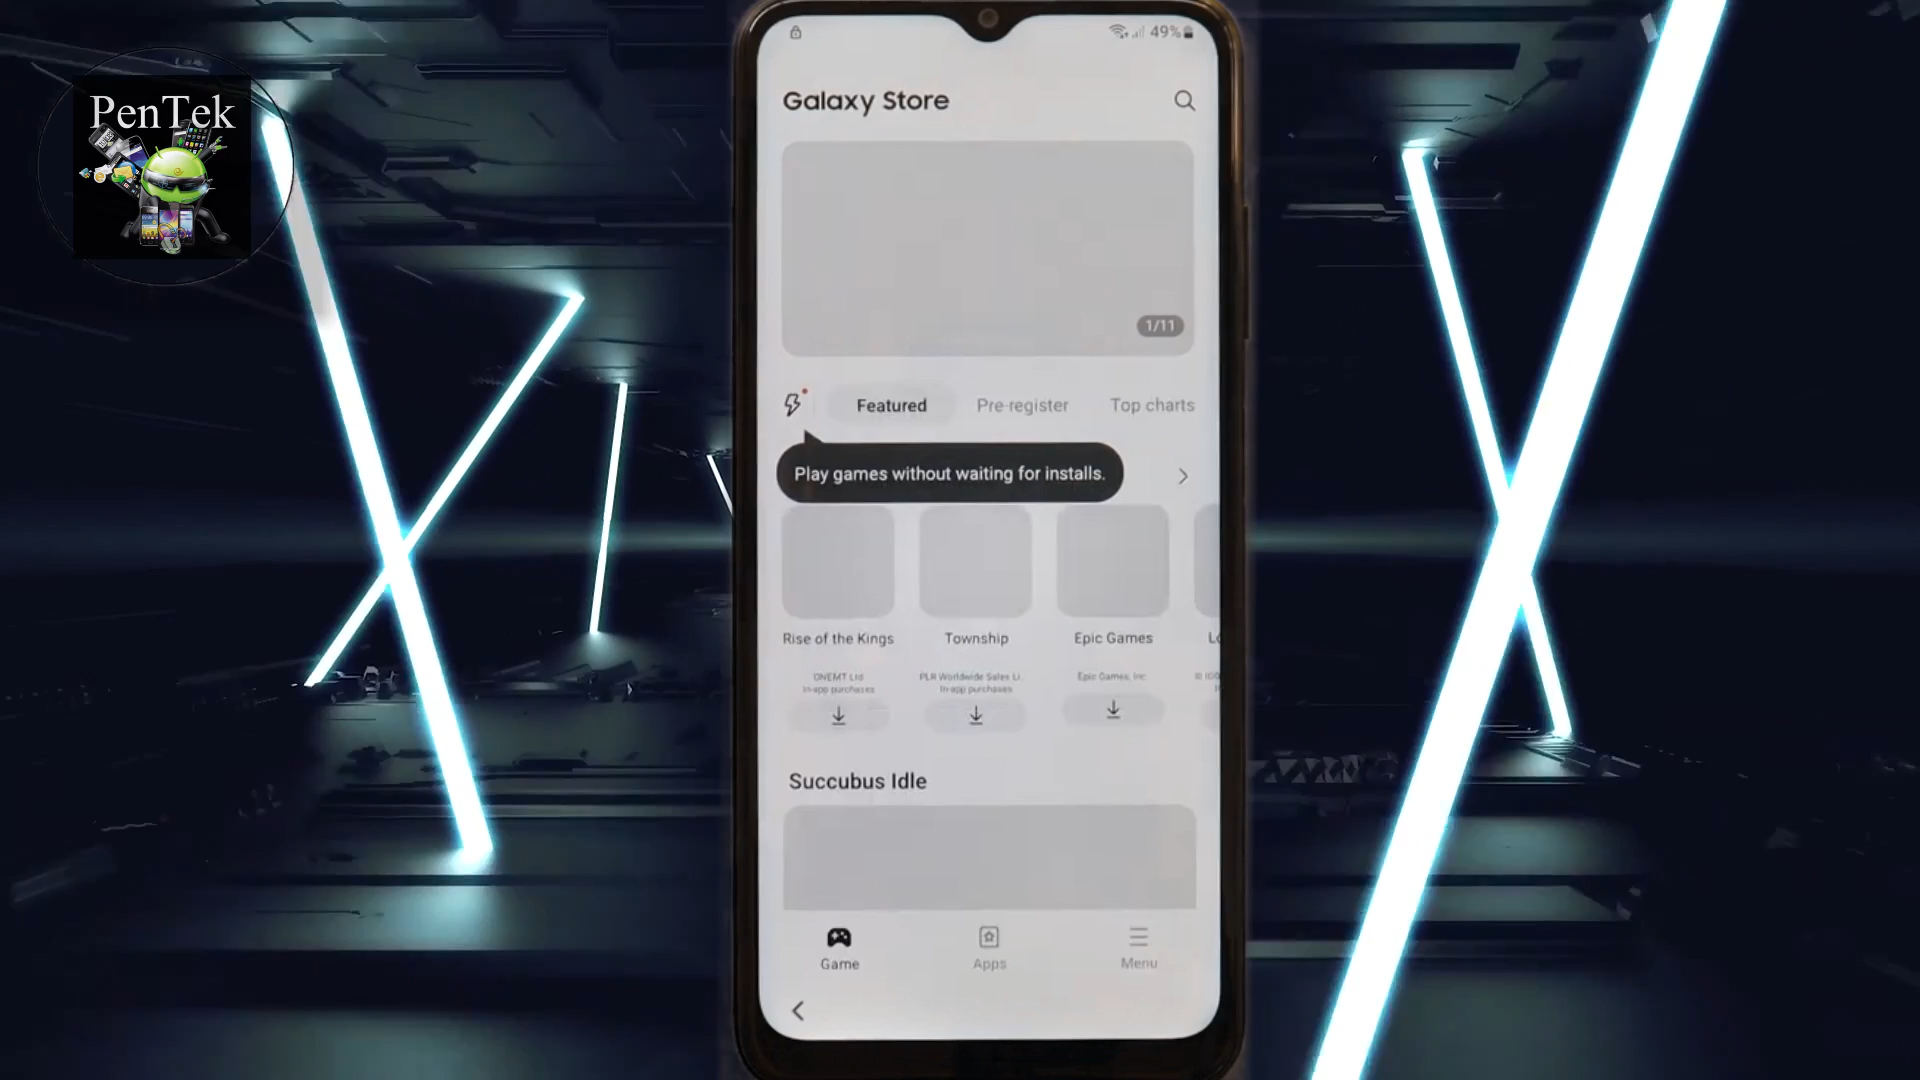 PenTek
49%
Galaxy Store
1/11
Featured
Pre-register
Top charts
Play games without waiting for installs.
Rise of the Kings
Township
Epic Games
ONEMT Ltd
In-app purchases
PLR Worldwide Sales Li
In-app purchases
Epic Games, Inc
Succubus Idle
Game
Apps
Menu